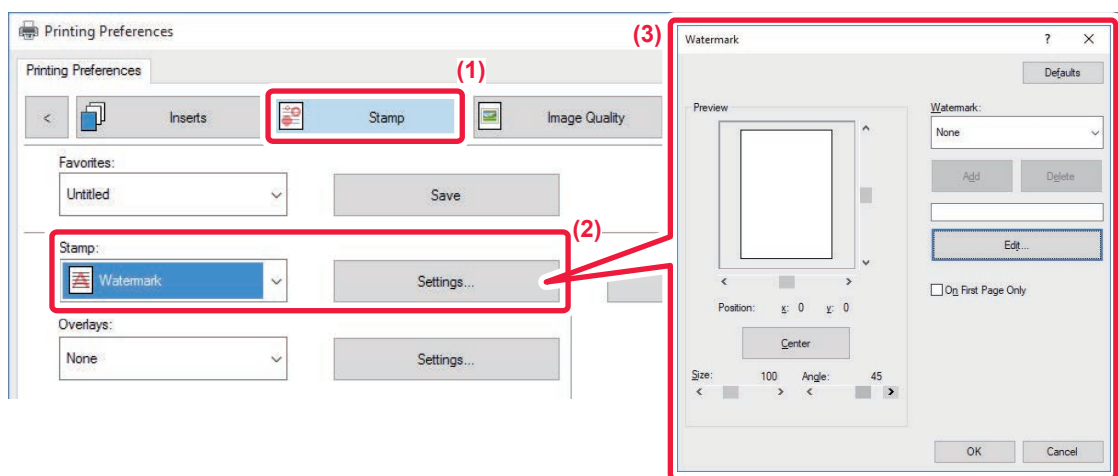 Printing Preferences
Printing Preferences
(1)
< Inserts Stamp Image Quality
Favorites:
Untitled Save
(2)
Stamp:
Watermark Settings...
Overlays:
None Settings...
(3)
Watermark ? ×
Defaults
Preview
Watermark:
None
Add Delete
Edit...
On First Page Only
Position: x: 0 y: 0
Center
Size: 100 Angle: 45
OK Cancel